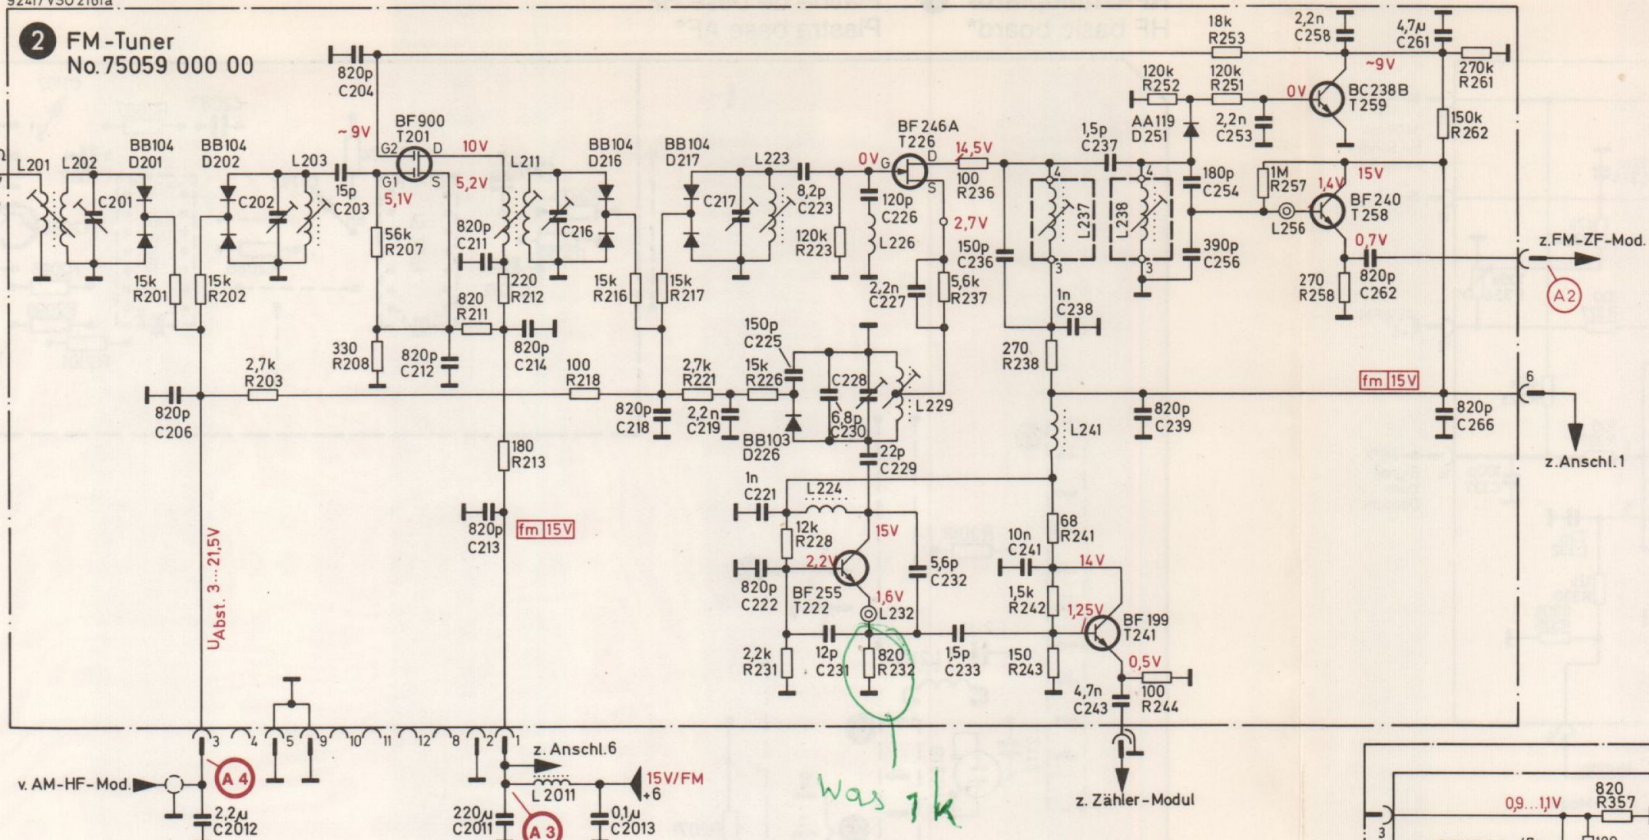 2 FM-Tuner
No. 75059 000 00
820p
C204
18k
R253
2,2n
C258
4,7µ
C261
270k
R261
~9V
120k
R252
120k
R251
0V
BC238B
T259
2,2n
C253
AA119
D251
150k
R262
BF900
T201
~9V
G2
D
10V
G1
S
5,1V
5,2V
L201
L202
BB104
D201
BB104
D202
L203
15p
C203
C201
C202
56k
R207
820p
C211
L211
C216
BB104
D216
BB104
D217
L223
C217
8,2p
C223
120k
R223
BF246A
T226
0V
G
D
S
14,5V
100
R236
120p
C226
L226
2,7V
150p
C236
2,2n
C227
5,6k
R237
1,5p
C237
4
L237
3
4
L238
3
180p
C254
390p
C256
1M
R257
L256
1,4V
15V
BF240
T258
0,7V
270
R258
820p
C262
z.FM-ZF-Mod.
A2
15k
R201
15k
R202
220
R212
820
R211
15k
R216
15k
R217
1n
C238
270
R238
330
R208
820p
C212
820p
C214
820p
C206
2,7k
R203
100
R218
820p
C218
2,7k
R221
2,2n
C219
15k
R226
150p
C225
BB103
D226
C228
6,8p
C230
L229
22p
C229
fm 15V
6
820p
C239
820p
C266
z.Anschl.1
L241
180
R213
820p
C213
fm 15V
1n
C221
L224
12k
R228
15V
2,2V
820p
C222
BF255
T222
1,6V
L232
5,6p
C232
2,2k
R231
12p
C231
820
R232
1,5p
C233
68
R241
10n
C241
14V
1,5k
R242
1,25V
BF199
T241
150
R243
0,5V
4,7n
C243
100
R244
UAbst. 3...21,5V
3 4 5 9 10 11 12 8 2 1
v. AM-HF-Mod.
A4
2,2µ
C2012
z. Anschl.6
L2011
15V/FM
+6
220µ
C2011
A3
0,1µ
C2013
Was 1k
z. Zähler-Modul
3
0,9...1,1V
820
R357